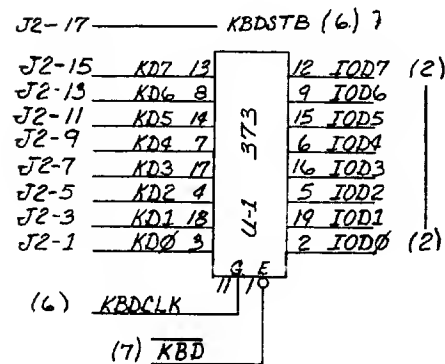 J2-17 KBDSTB (6) 7
J2-15 KD7 13 12 IOD7 (2)
J2-13 KD6 8 9 IOD6
J2-11 KD5 14 15 IOD5
J2-9 KD4 7 6 IOD4
J2-7 KD3 17 16 IOD3
J2-5 KD2 4 5 IOD2
J2-3 KD1 18 19 IOD1
J2-1 KDØ 3 2 IODØ (2)
U-1 373
G E
11 1
(6) KBDCLK
(7) KBD